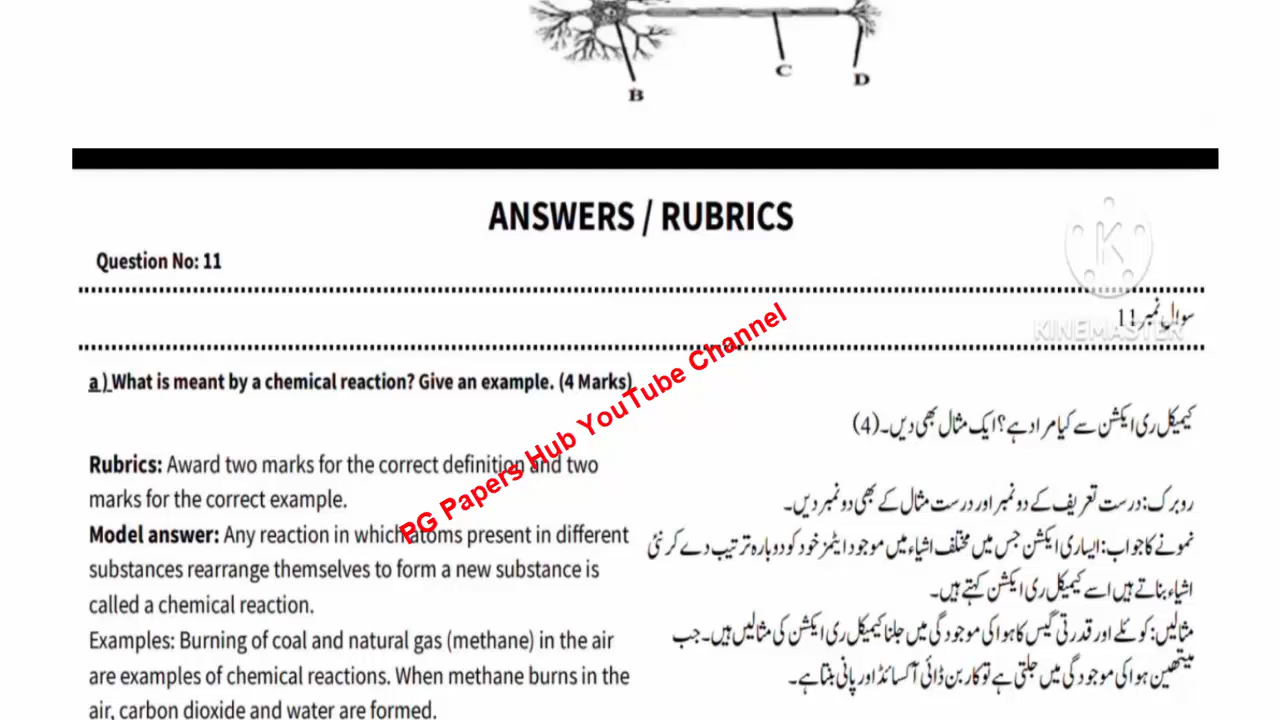 B
C
D
ANSWERS / RUBRICS
Question No: 11
سوال نمبر 11
KINEMASTER
a ) What is meant by a chemical reaction? Give an example. (4 Marks)
کیمیکل ری ایکشن سے کیا مراد ہے؟ ایک مثال بھی دیں۔ (4)
PG Papers Hub YouTube Channel
Rubrics: Award two marks for the correct definition and two
marks for the correct example.
Model answer: Any reaction in which atoms present in different
substances rearrange themselves to form a new substance is
called a chemical reaction.
Examples: Burning of coal and natural gas (methane) in the air
are examples of chemical reactions. When methane burns in the
air, carbon dioxide and water are formed.
روبرک: درست تعریف کے دو نمبر اور درست مثال کے بھی دو نمبر دیں۔
نمونے کا جواب: ایسا ری ایکشن جس میں مختلف اشیاء میں موجود ایٹمز خود کو دوبارہ ترتیب دے کر نئی
اشیاء بناتے ہیں اسے کیمیکل ری ایکشن کہتے ہیں۔
مثالیں: کوئلے اور قدرتی گیس کا ہوا کی موجودگی میں جلنا کیمیکل ری ایکشن کی مثالیں ہیں۔ جب
میتھین ہوا کی موجودگی میں جلتی ہے تو کاربن ڈائی آکسائڈ اور پانی بنتا ہے۔